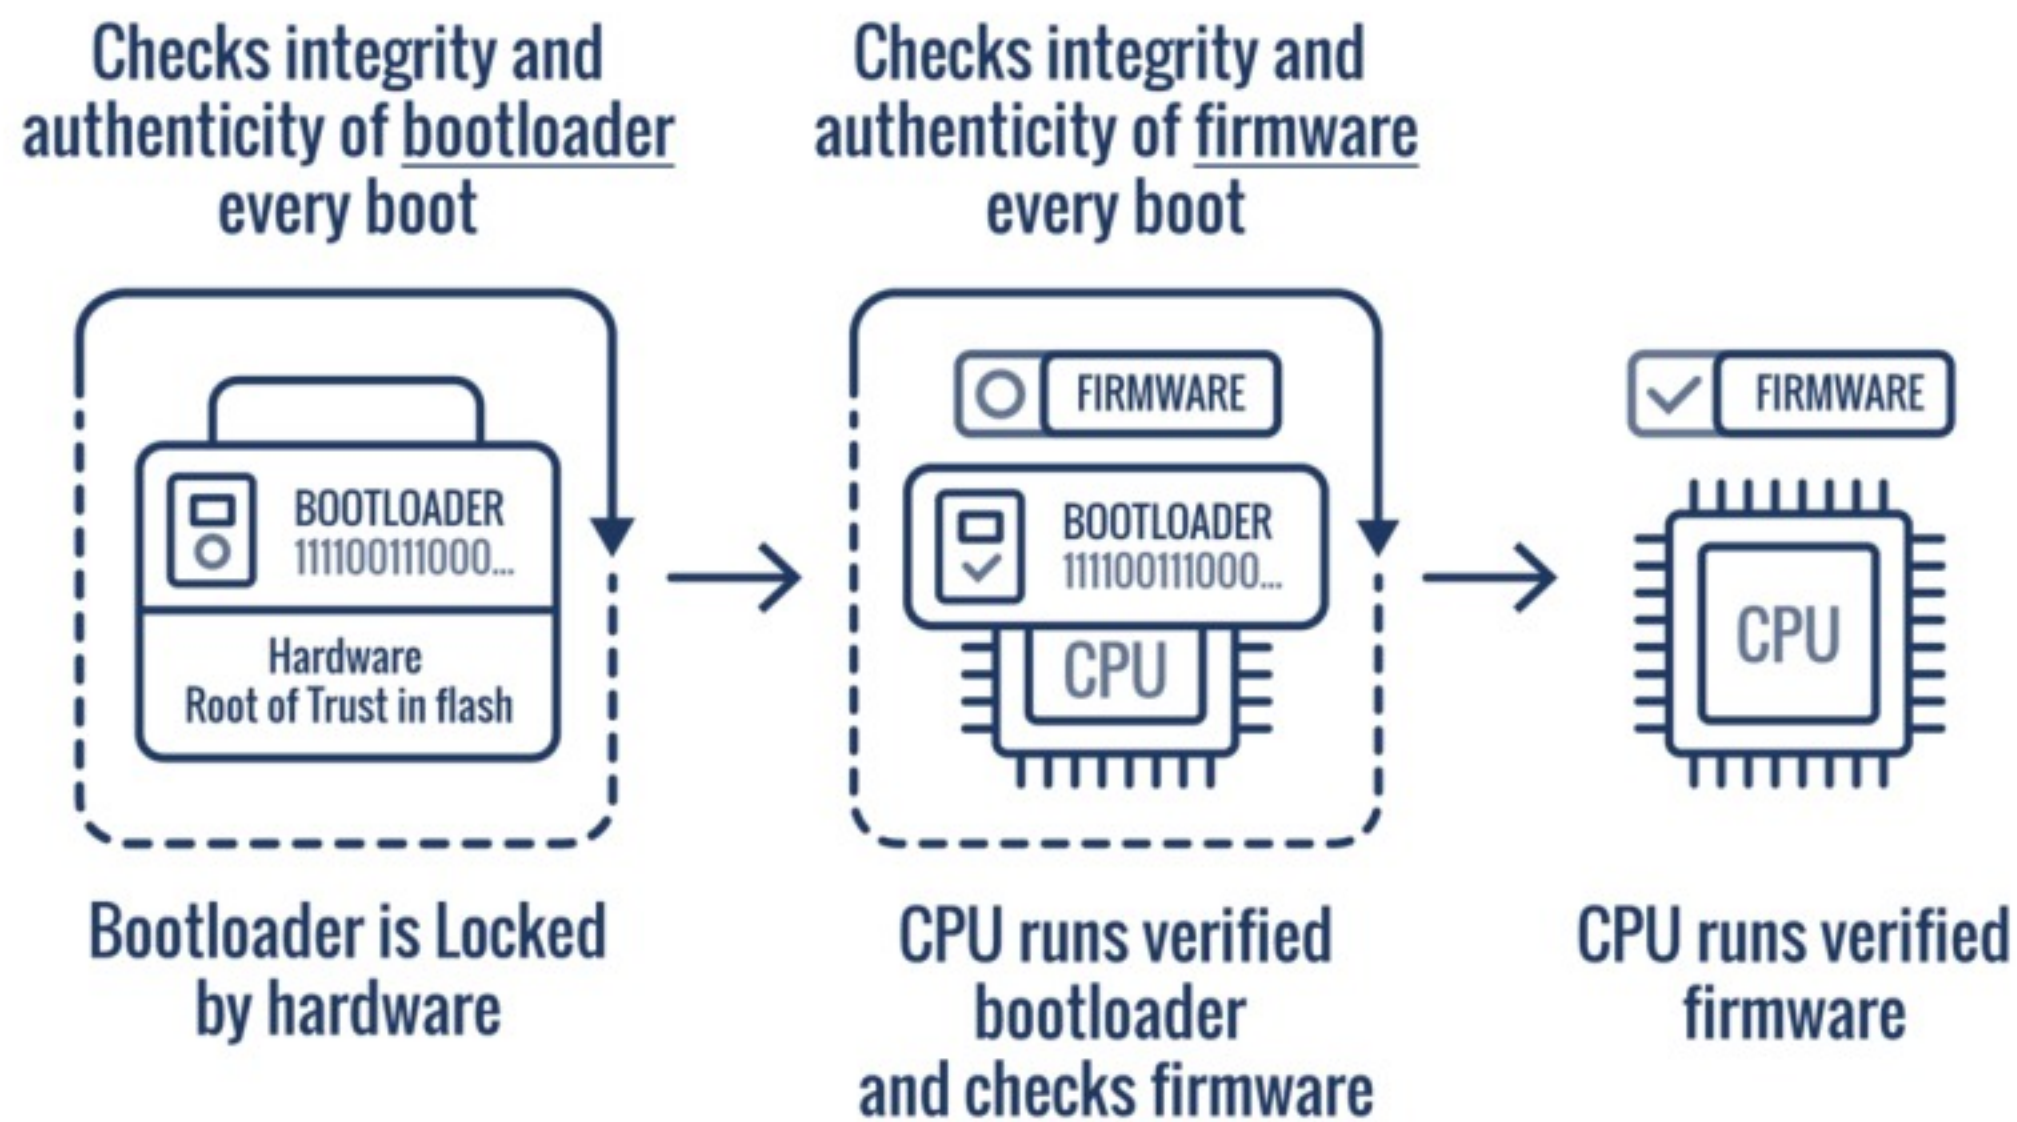 Checks integrity and
authenticity of bootloader
every boot
BOOTLOADER
111100111000...
Hardware
Root of Trust in flash
Bootloader is Locked
by hardware
Checks integrity and
authenticity of firmware
every boot
FIRMWARE
BOOTLOADER
111100111000...
CPU
CPU runs verified
bootloader
and checks firmware
FIRMWARE
CPU
CPU runs verified
firmware